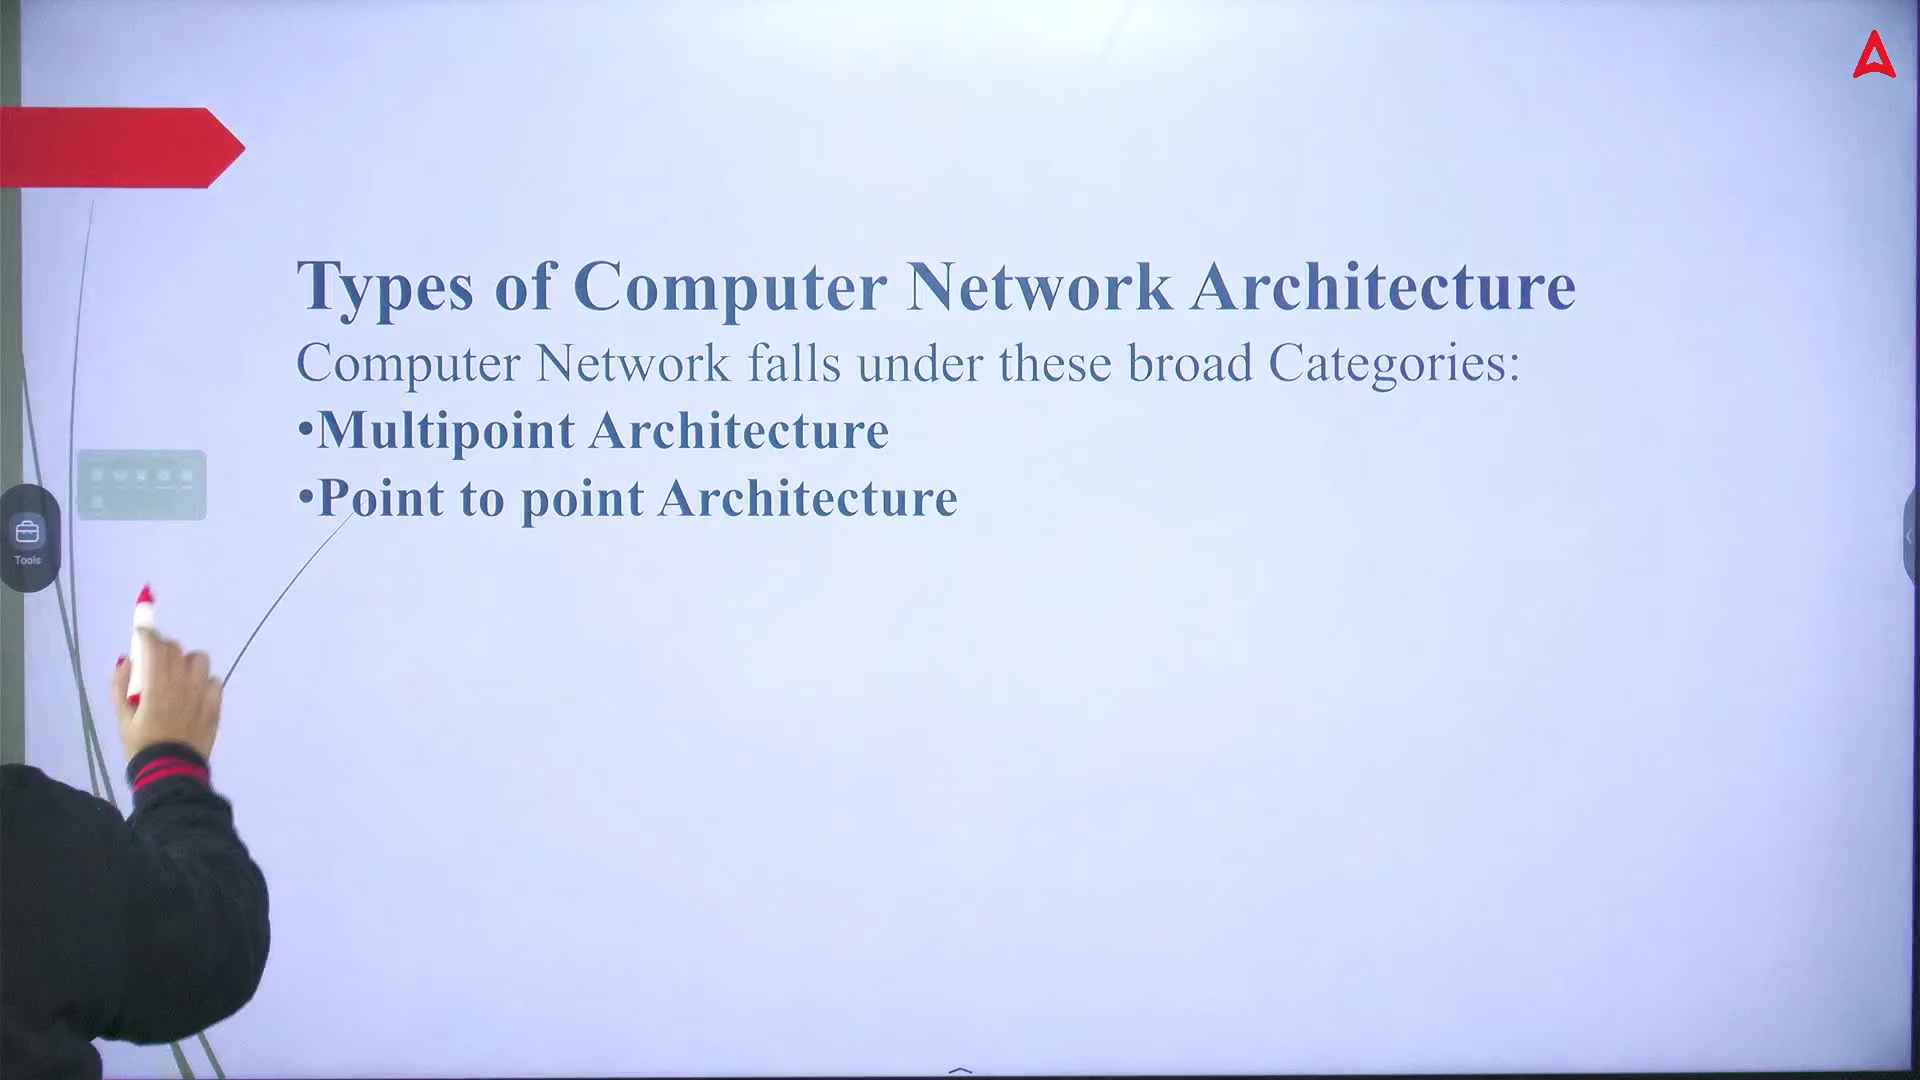 Types of Computer Network Architecture
Computer Network falls under these broad Categories:
•Multipoint Architecture
•Point to point Architecture
Tools